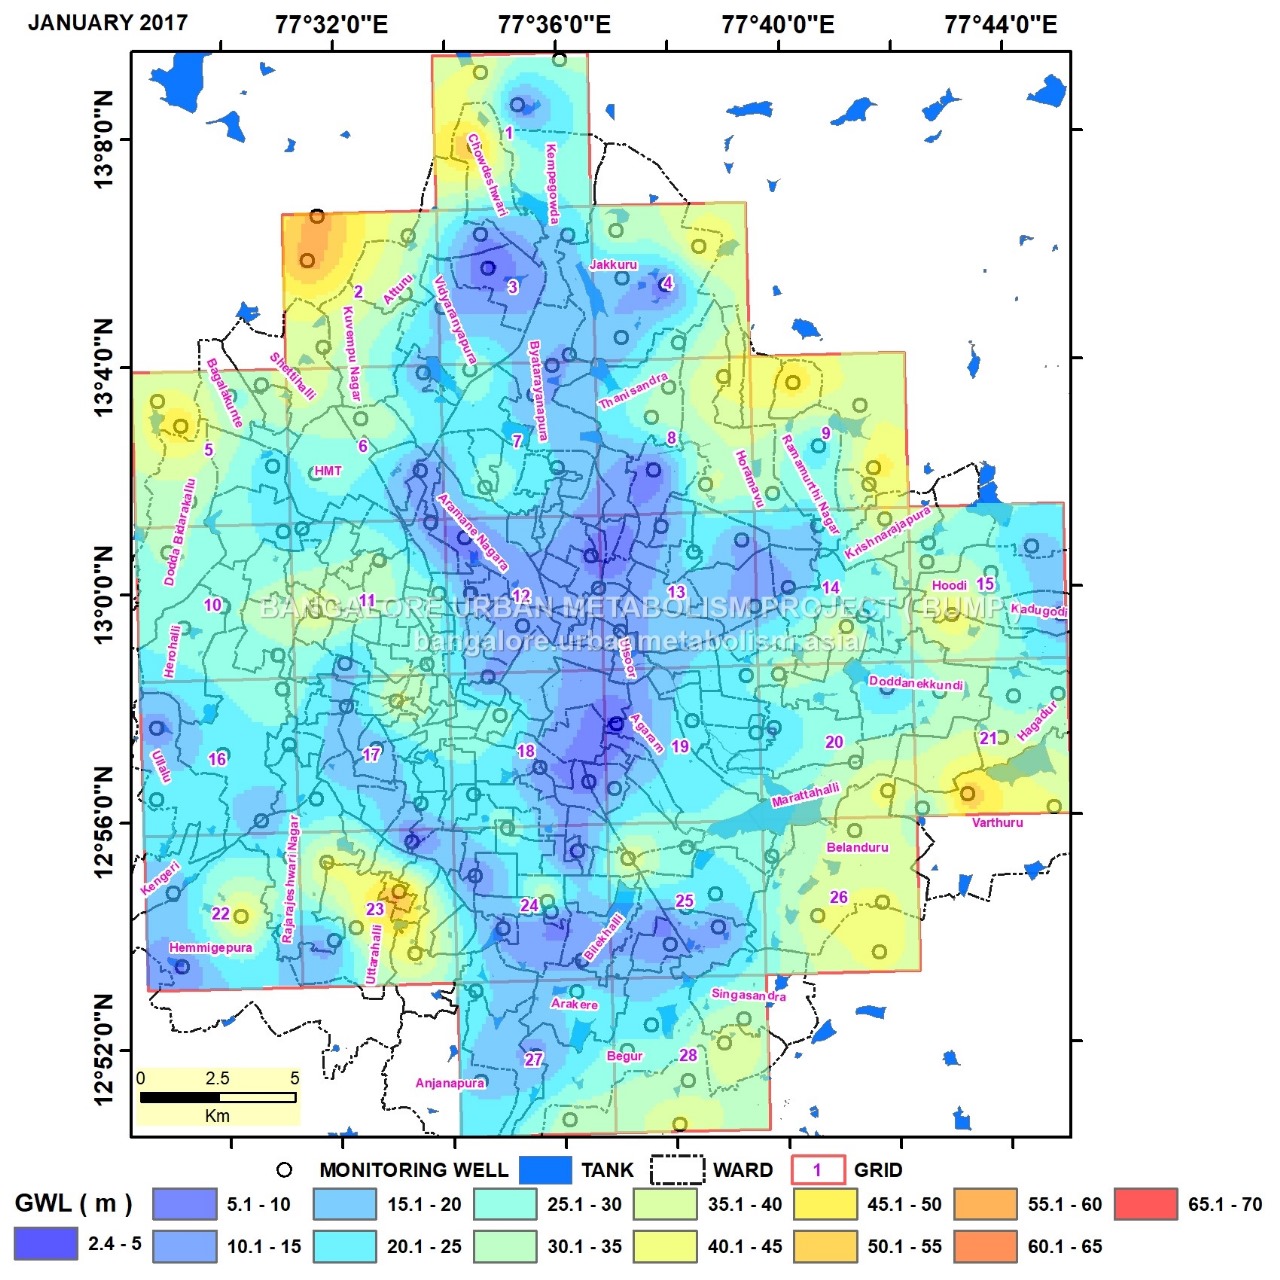 JANUARY 2017
77°32'0"E 77°36'0"E 77°40'0"E 77°44'0"E
13°8'0"N
13°4'0"N
13°0'0"N
12°56'0"N
12°52'0"N
1
Chowdeshwari
Kempegowda
Jakkuru
2
Atturu
3
4
Vidyaranyapura
Kuvempu Nagar
Shettihalli
Bagalakunte
Byatarayanapura
Thanisandra
5
6
7
8
9
HMT
Horamavu
Ramamurthi Nagar
Dodda Bidarakallu
Aramane Nagara
Krishnarajapura
10
11
12
13
14
Hoodi
15
Kadugodi
BANGALORE URBAN METABOLISM PROJECT ( BUMP )
bangalore.urbanmetabolism.asia/
Herohalli
Ulsoor
Doddanekkundi
Agaram
Hagadur
Ullalu
16
17
18
19
20
21
Marattahalli
Varthuru
Rajarajeshwari Nagar
Belanduru
Kengeri
22
23
24
25
26
Hemmigepura
Uttarahalli
Bilekhalli
Arakere
Singasandra
27
Begur
28
Anjanapura
0 2.5 5
Km
MONITORING WELL TANK WARD 1 GRID
GWL ( m )
5.1 - 10 15.1 - 20 25.1 - 30 35.1 - 40 45.1 - 50 55.1 - 60 65.1 - 70
2.4 - 5 10.1 - 15 20.1 - 25 30.1 - 35 40.1 - 45 50.1 - 55 60.1 - 65